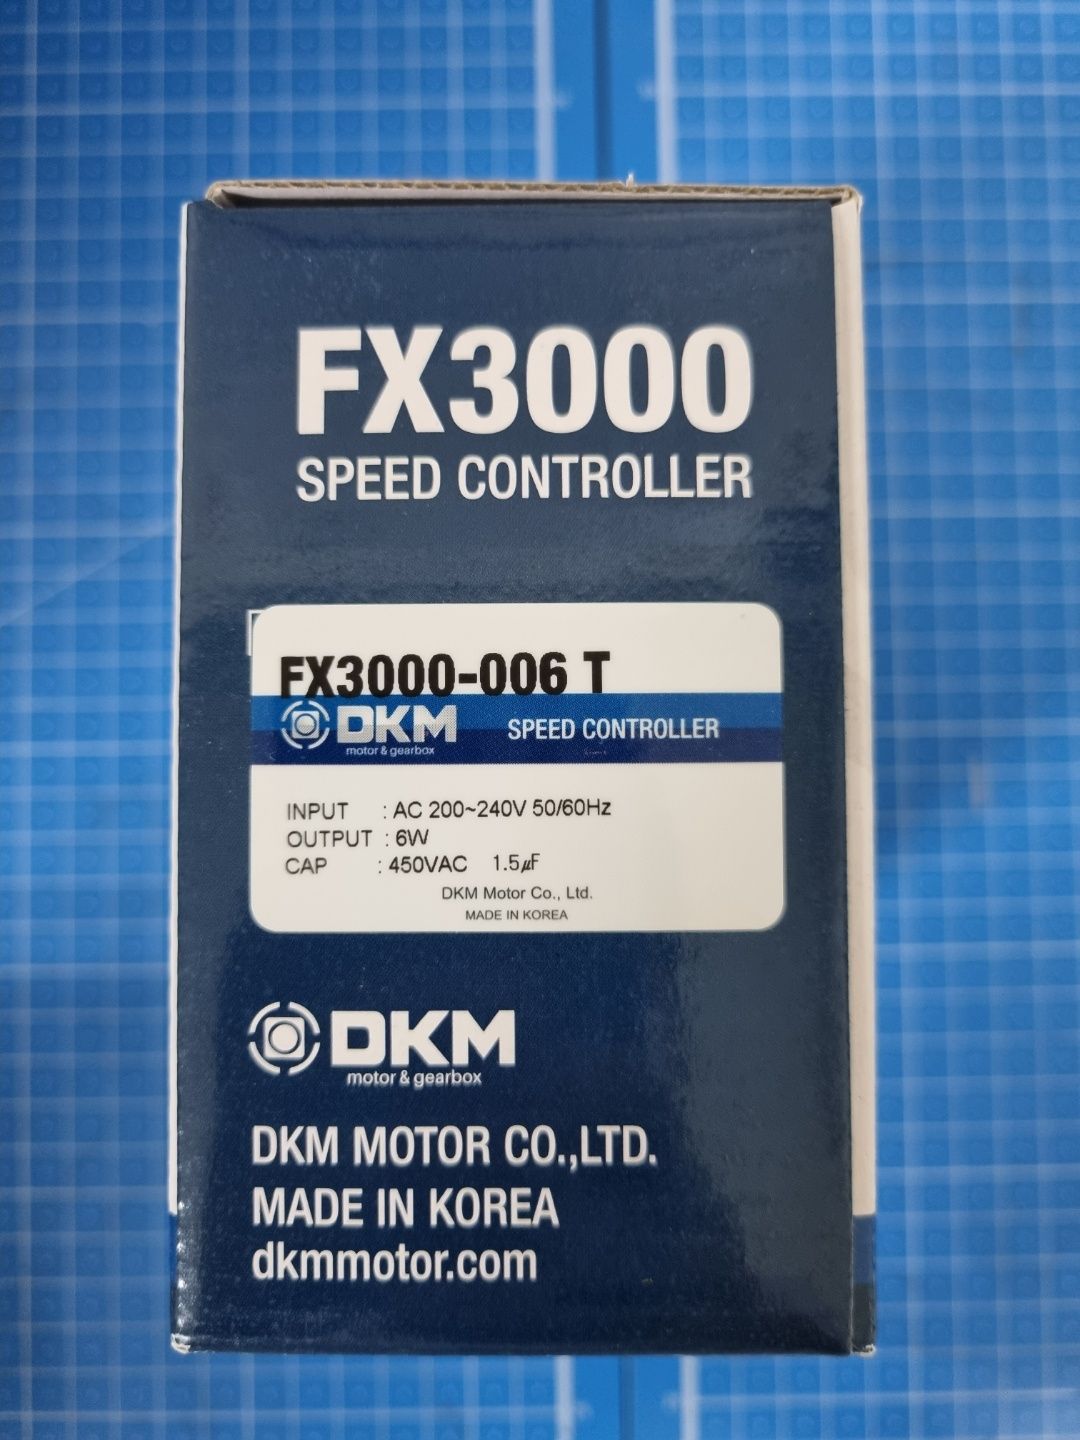 FX3000
SPEED CONTROLLER
FX3000-006 T
DKM SPEED CONTROLLER
motor & gearbox
INPUT : AC 200~240V 50/60Hz
OUTPUT : 6W
CAP : 450VAC 1.5㎌
DKM Motor Co., Ltd.
MADE IN KOREA
DKM
motor & gearbox
DKM MOTOR CO.,LTD.
MADE IN KOREA
dkmmotor.com